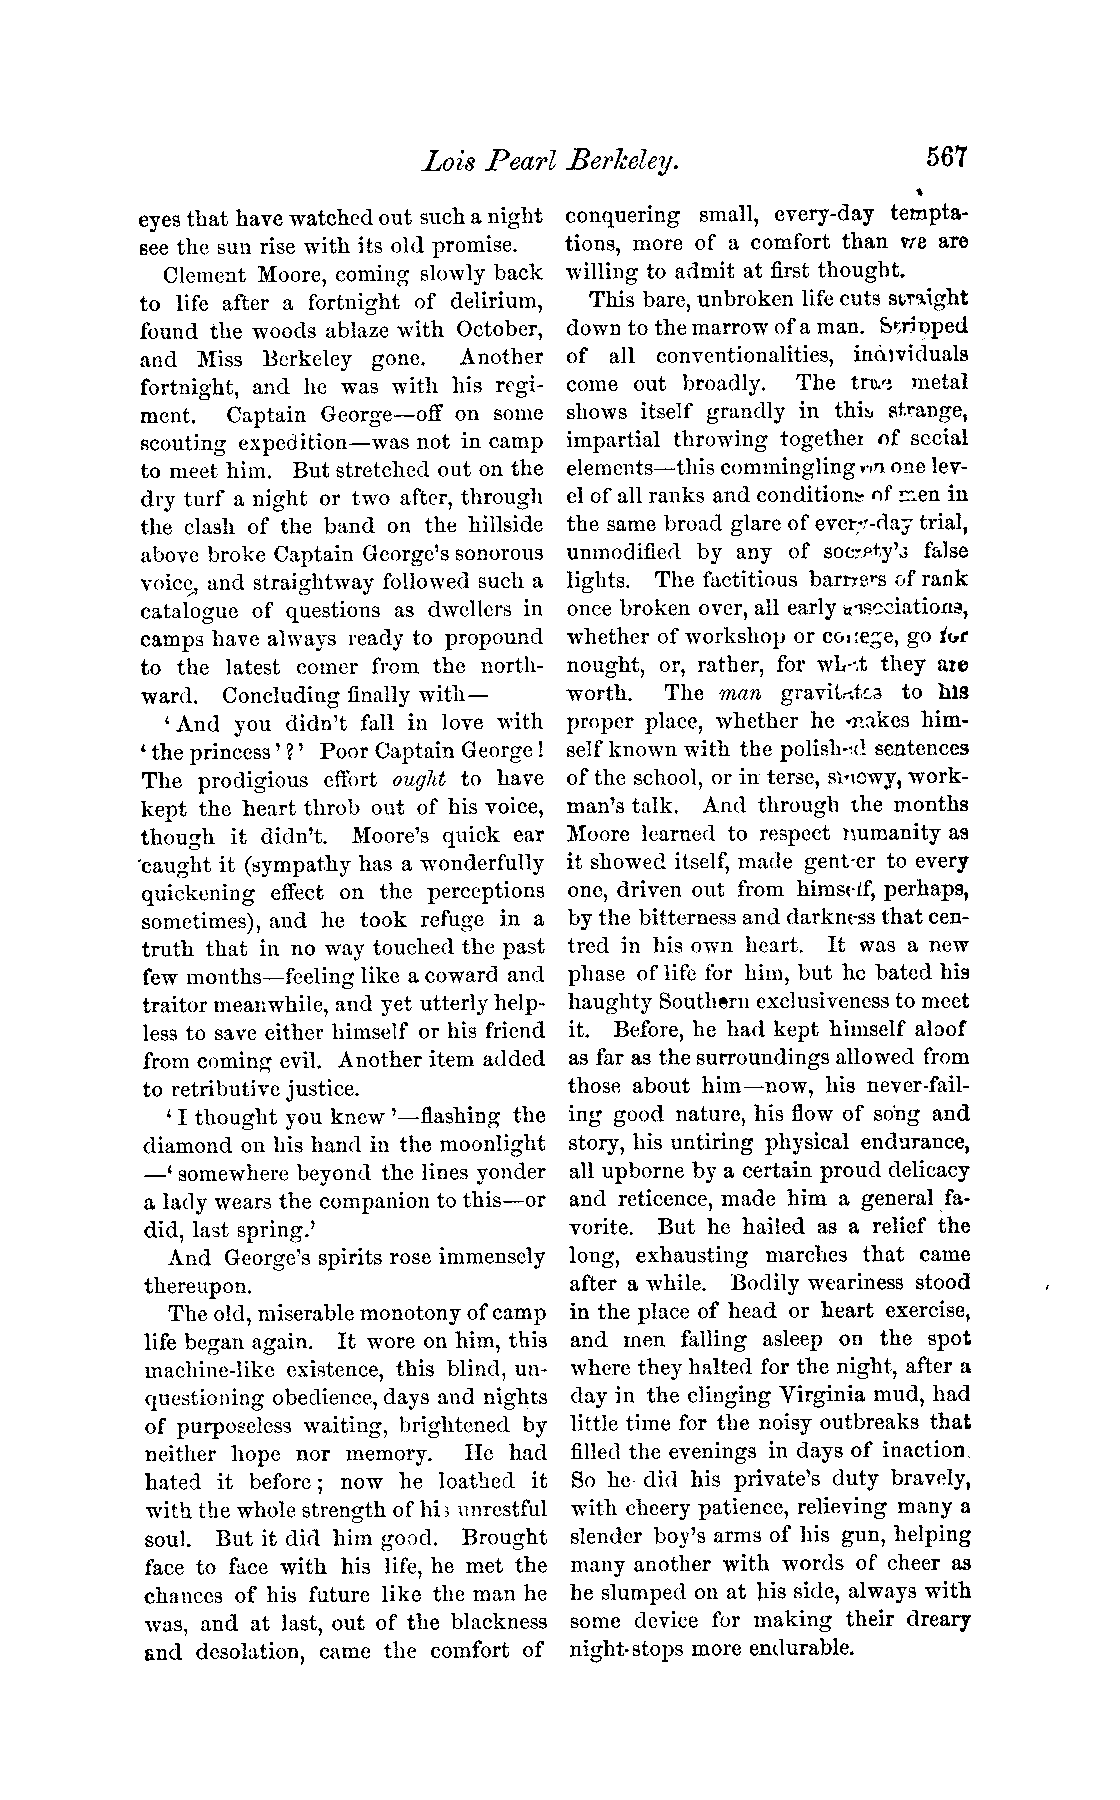 Lois Pearl Berkeley. 567
eyes that have watched out such a night
see the sun rise with its old promise.
Clement Moore, coming slowly back
to life after a fortnight of delirium,
found the woods ablaze with October,
and Miss Berkeley gone. Another
fortnight, and he was with his regi-
ment. Captain George—off on some
scouting expedition—was not in camp
to meet him. But stretched out on the
dry turf a night or two after, through
the clash of the band on the hillside
above broke Captain George's sonorous
voice, and straightway followed such a
catalogue of questions as dwellers in
camps have always ready to propound
to the latest comer from the north-
ward. Concluding finally with—
'And you didn't fall in love with
'the princess'?' Poor Captain George!
The prodigious effort ought to have
kept the heart throb out of his voice,
though it didn't. Moore's quick ear
caught it (sympathy has a wonderfully
quickening effect on the perceptions
sometimes), and he took refuge in a
truth that in no way touched the past
few months—feeling like a coward and
traitor meanwhile, and yet utterly help-
less to save either himself or his friend
from coming evil. Another item added
to retributive justice.
'I thought you knew'—flashing the
diamond on his hand in the moonlight
—'somewhere beyond the lines yonder
a lady wears the companion to this—or
did, last spring.'
And George's spirits rose immensely
thereupon.
The old, miserable monotony of camp
life began again. It wore on him, this
machine-like existence, this blind, un-
questioning obedience, days and nights
of purposeless waiting, brightened by
neither hope nor memory. He had
hated it before; now he loathed it
with the whole strength of his unrestful
soul. But it did him good. Brought
face to face with his life, he met the
chances of his future like the man he
was, and at last, out of the blackness
and desolation, came the comfort of
conquering small, every-day tempta-
tions, more of a comfort than we are
willing to admit at first thought.
This bare, unbroken life cuts straight
down to the marrow of a man. Stripped
of all conventionalities, individuals
come out broadly. The true metal
shows itself grandly in this strange,
impartial throwing together of social
elements—this commingling on one lev-
el of all ranks and conditions of men in
the same broad glare of every-day trial,
unmodified by any of society's false
lights. The factitious barriers of rank
once broken over, all early associations,
whether of workshop or college, go for
nought, or, rather, for what they are
worth. The man gravitates to his
proper place, whether he makes him-
self known with the polished sentences
of the school, or in terse, sinewy, work-
man's talk. And through the months
Moore learned to respect humanity as
it showed itself, made gentler to every
one, driven out from himself, perhaps,
by the bitterness and darkness that cen-
tred in his own heart. It was a new
phase of life for him, but he bated his
haughty Southern exclusiveness to meet
it. Before, he had kept himself aloof
as far as the surroundings allowed from
those about him—now, his never-fail-
ing good nature, his flow of song and
story, his untiring physical endurance,
all upborne by a certain proud delicacy
and reticence, made him a general fa-
vorite. But he hailed as a relief the
long, exhausting marches that came
after a while. Bodily weariness stood
in the place of head or heart exercise,
and men falling asleep on the spot
where they halted for the night, after a
day in the clinging Virginia mud, had
little time for the noisy outbreaks that
filled the evenings in days of inaction.
So he did his private's duty bravely,
with cheery patience, relieving many a
slender boy's arms of his gun, helping
many another with words of cheer as
he slumped on at his side, always with
some device for making their dreary
night-stops more endurable.